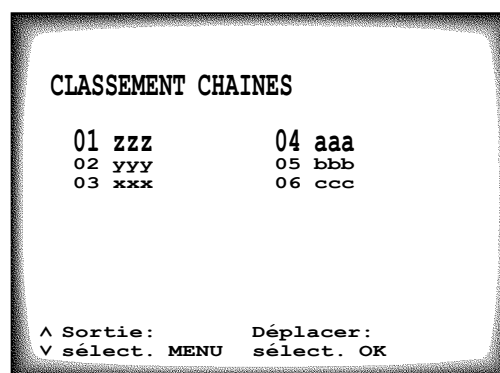 CLASSEMENT CHAINES
01 zzz 04 aaa
02 yyy 05 bbb
03 xxx 06 ccc
∧ Sortie: Déplacer:
∨ sélect. MENU sélect. OK